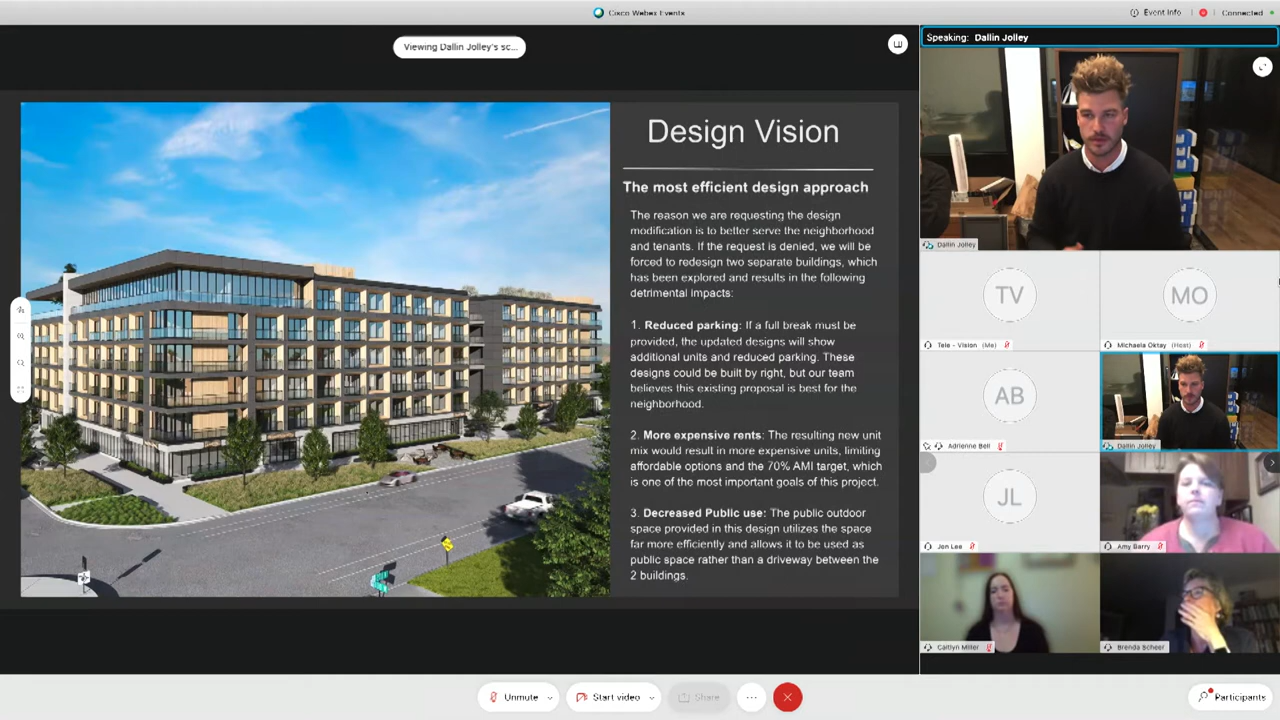 Cisco Webex Events
Event Info
Connected
Viewing Dallin Jolley's sc...
Speaking: Dallin Jolley
Design Vision
The most efficient design approach
The reason we are requesting the design
modification is to better serve the neighborhood
and tenants. If the request is denied, we will be
forced to redesign two separate buildings, which
has been explored and results in the following
detrimental impacts:
1. Reduced parking: If a full break must be
provided, the updated designs will show
additional units and reduced parking. These
designs could be built by right, but our team
believes this existing proposal is best for the
neighborhood.
2. More expensive rents: The resulting new unit
mix would result in more expensive units, limiting
affordable options and the 70% AMI target, which
is one of the most important goals of this project.
3. Decreased Public use: The public outdoor
space provided in this design utilizes the space
far more efficiently and allows it to be used as
public space rather than a driveway between the
2 buildings.
Dallin Jolley
TV
Tele - Vision (Me)
MO
Michaela Oktay (Host)
AB
Adrienne Bell
Dallin Jolley
JL
Jon Lee
Amy Barry
Caitlyn Miller
Brenda Scheer
Unmute
Start video
Share
Participants